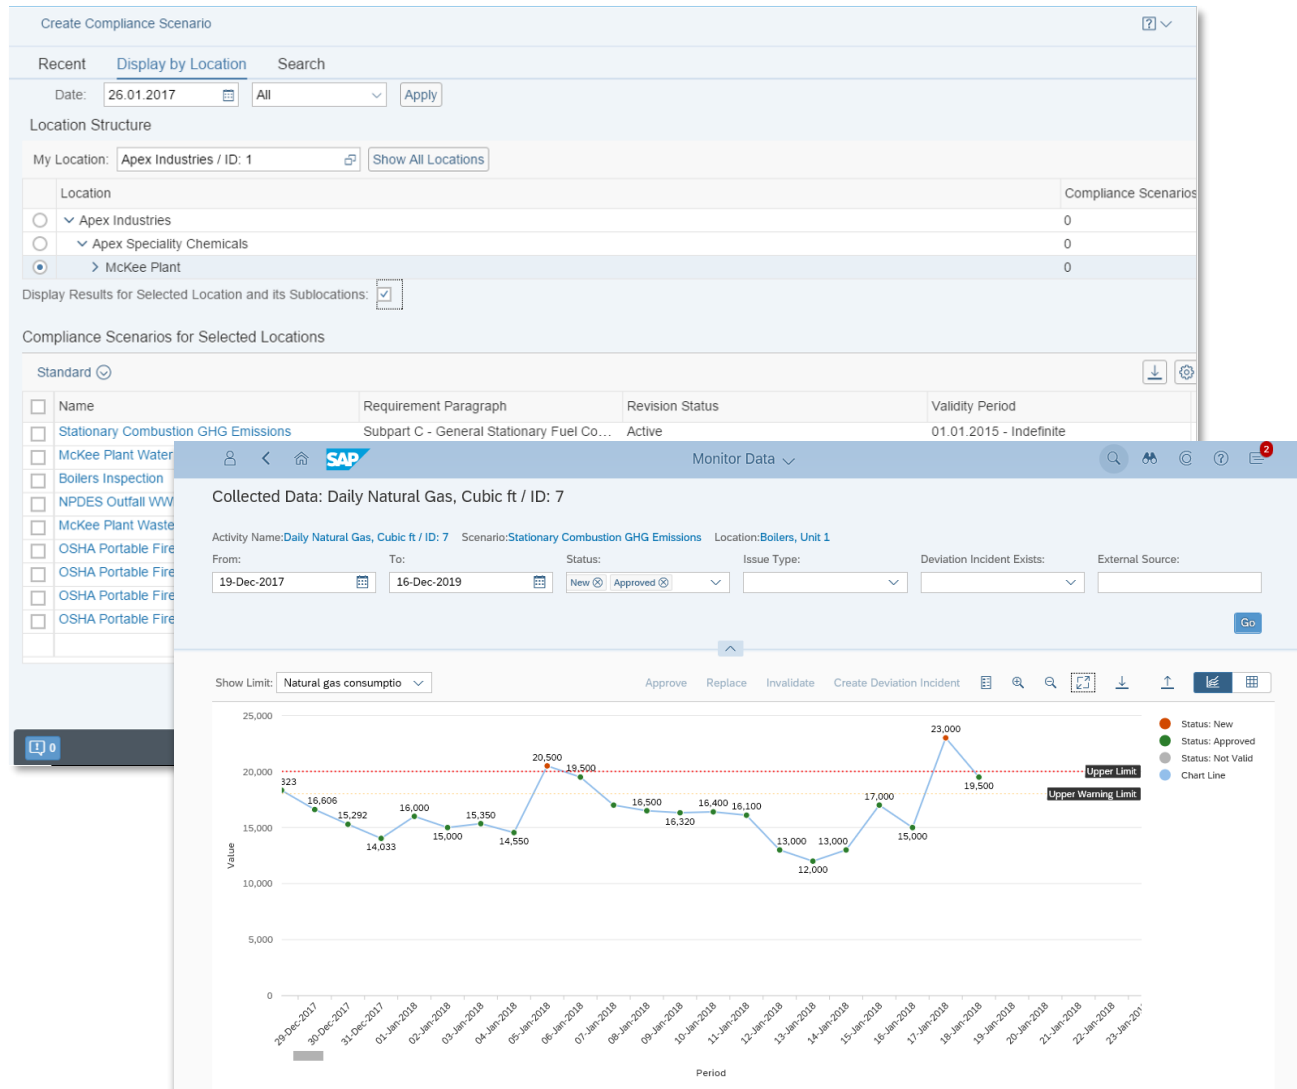 Create Compliance Scenario
Recent Display by Location Search
Date: 26.01.2017 All Apply
Location Structure
My Location: Apex Industries / ID: 1 Show All Locations
Location Compliance Scenarios
Apex Industries 0
Apex Speciality Chemicals 0
McKee Plant 0
Display Results for Selected Location and its Sublocations:
Compliance Scenarios for Selected Locations
Standard
Name Requirement Paragraph Revision Status Validity Period
Stationary Combustion GHG Emissions Subpart C - General Stationary Fuel Co... Active 01.01.2015 - Indefinite
McKee Plant Water
Boilers Inspection
NPDES Outfall WW
McKee Plant Waste
OSHA Portable Fire
OSHA Portable Fire
OSHA Portable Fire
OSHA Portable Fire
0
SAP Monitor Data 2
Collected Data: Daily Natural Gas, Cubic ft / ID: 7
Activity Name:Daily Natural Gas, Cubic ft / ID: 7 Scenario:Stationary Combustion GHG Emissions Location:Boilers, Unit 1
From: To: Status: Issue Type: Deviation Incident Exists: External Source:
19-Dec-2017 16-Dec-2019 New Approved
Go
Show Limit: Natural gas consumptio Approve Replace Invalidate Create Deviation Incident
25,000
20,000
15,000
10,000
5,000
0
Value
323
16,606
15,292
14,033
16,000
15,000
15,350
14,550
20,500
19,500
16,500
16,320
16,400
16,100
13,000
12,000
13,000
17,000
15,000
23,000
19,500
Upper Limit
Upper Warning Limit
Status: New
Status: Approved
Status: Not Valid
Chart Line
29-Dec-2017
30-Dec-2017
31-Dec-2017
01-Jan-2018
02-Jan-2018
03-Jan-2018
04-Jan-2018
05-Jan-2018
06-Jan-2018
07-Jan-2018
08-Jan-2018
09-Jan-2018
10-Jan-2018
11-Jan-2018
12-Jan-2018
13-Jan-2018
14-Jan-2018
15-Jan-2018
16-Jan-2018
17-Jan-2018
18-Jan-2018
19-Jan-2018
20-Jan-2018
21-Jan-2018
22-Jan-2018
23-Jan-201
Period